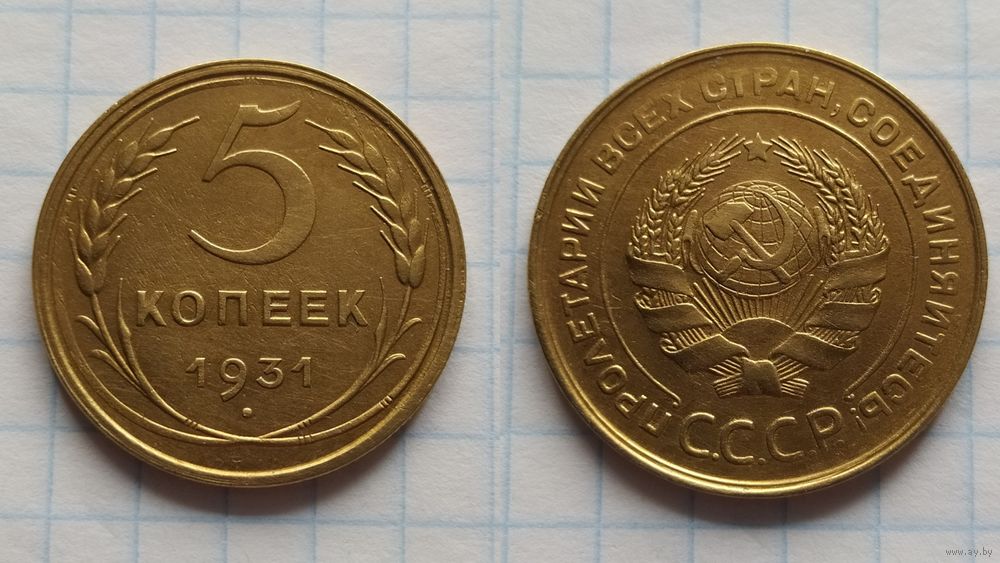 5
КОПЕЕК
1931
ПРОЛЕТАРИИ ВСЕХ СТРАН, СОЕДИНЯЙТЕСЬ!
С.С.С.Р.
www.ay.by